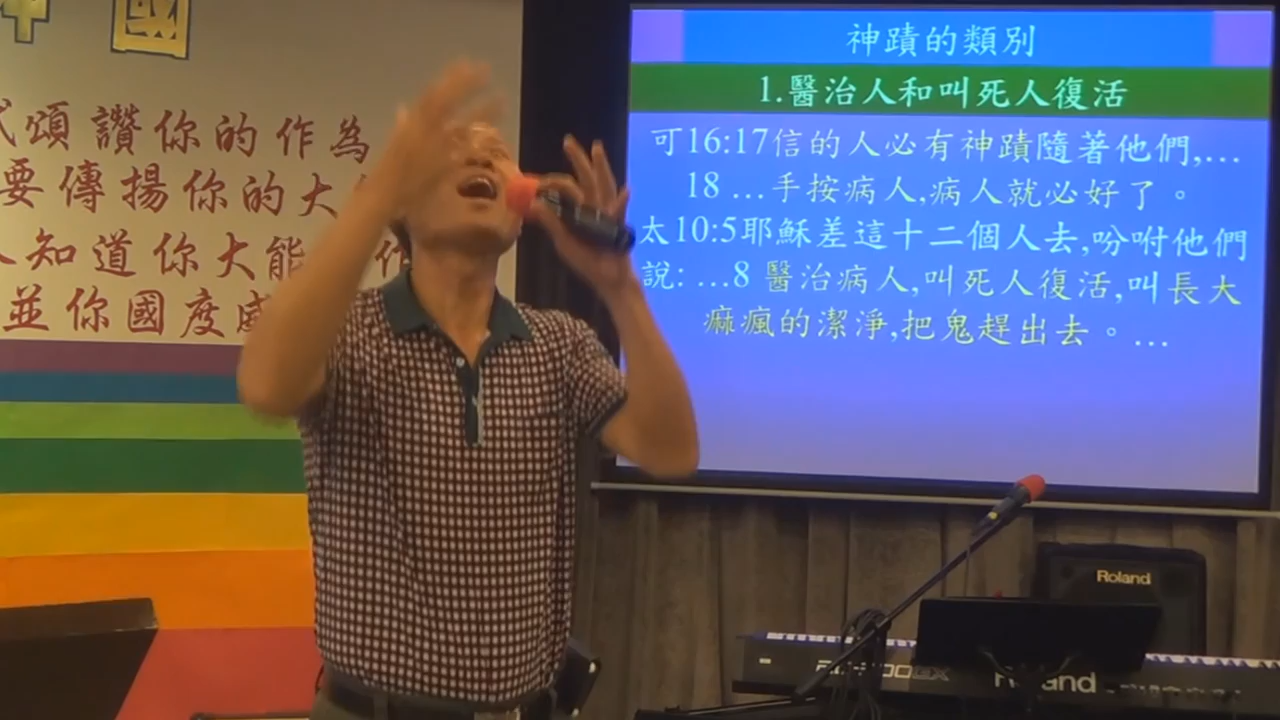 神國
頌讚你的作為
要傳揚你的大
知道你大能 作
並你國度威
神蹟的類別
1.醫治人和叫死人復活
可16:17信的人必有神蹟隨著他們,...
18 ...手按病人,病人就必好了。
太10:5耶穌差這十二個人去,吩咐他們
說: ...8 醫治病人,叫死人復活,叫長大
痲瘋的潔淨,把鬼趕出去。...
Roland
Roland